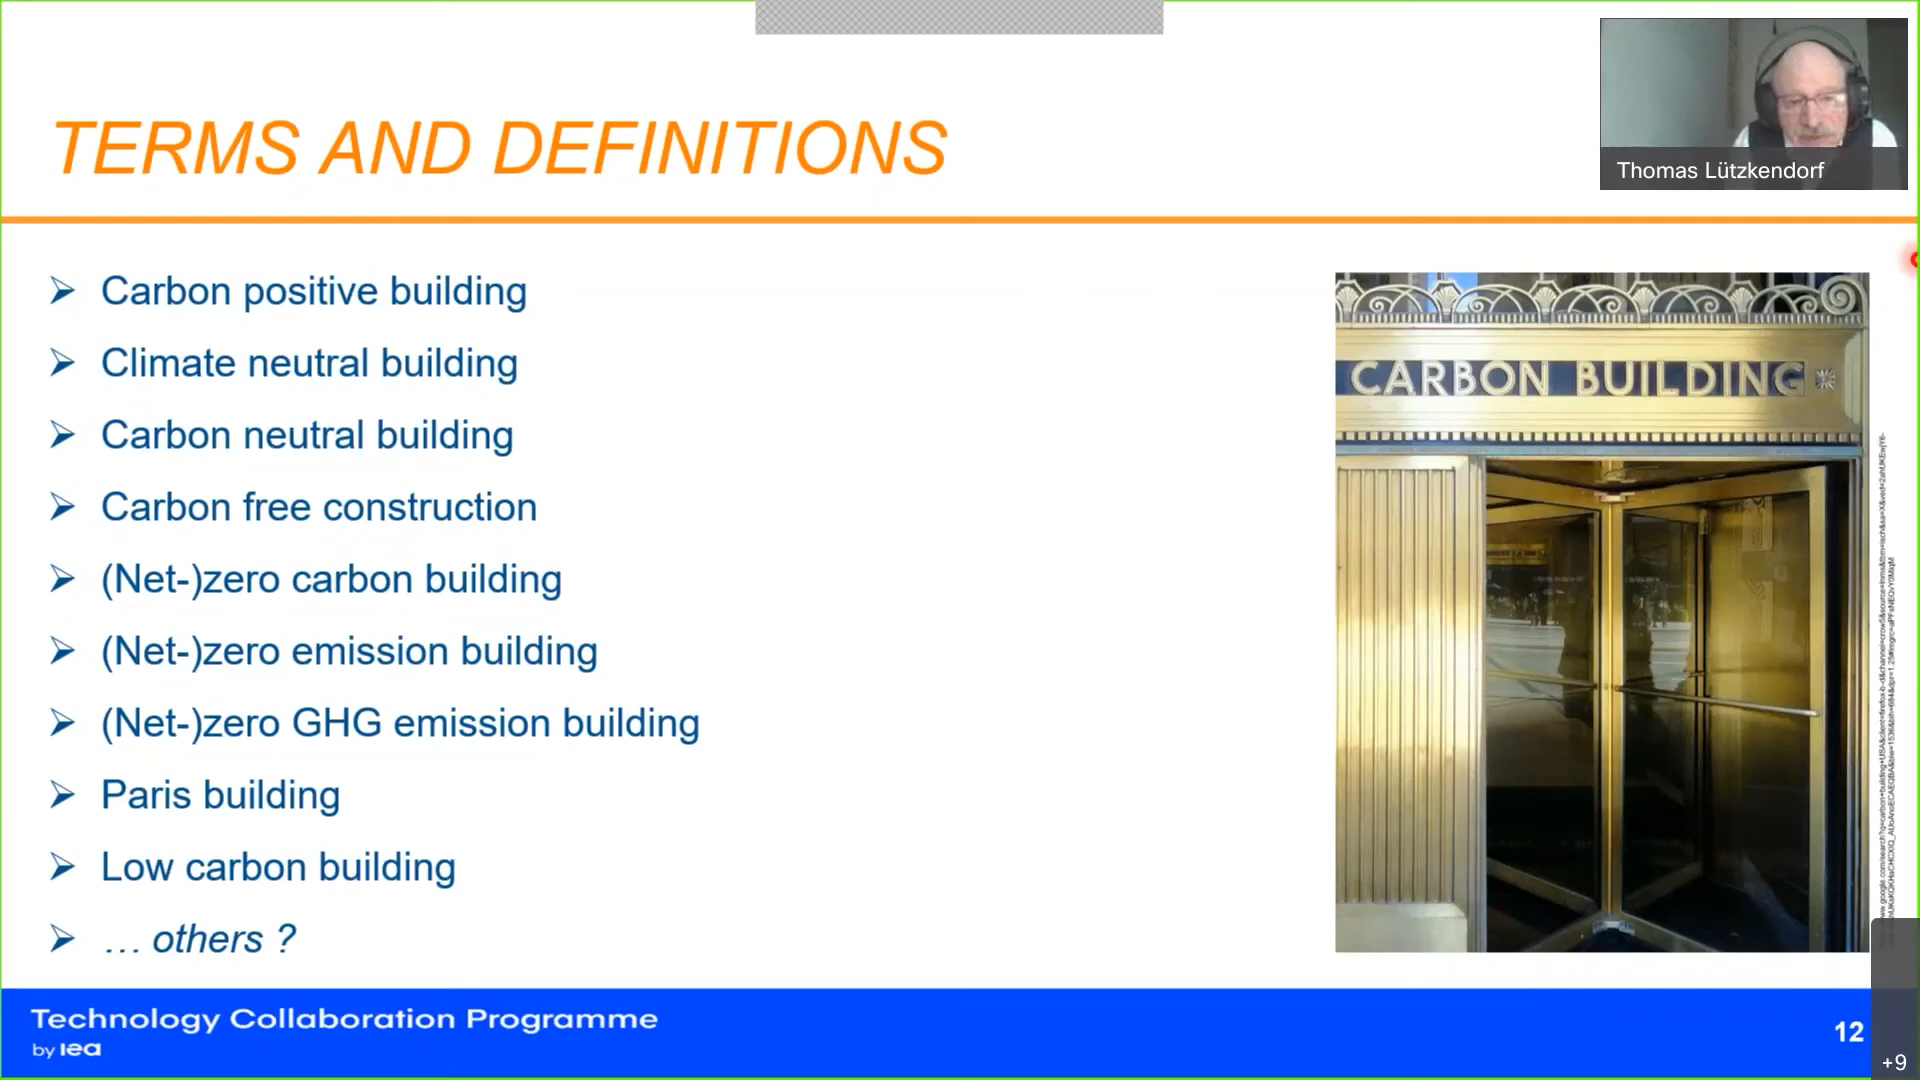 TERMS AND DEFINITIONS
Thomas Lützkendorf
Carbon positive building
Climate neutral building
Carbon neutral building
Carbon free construction
(Net-)zero carbon building
(Net-)zero emission building
(Net-)zero GHG emission building
Paris building
Low carbon building
… others ?
CARBON BUILDING
Technology Collaboration Programme
by iea
12
+9